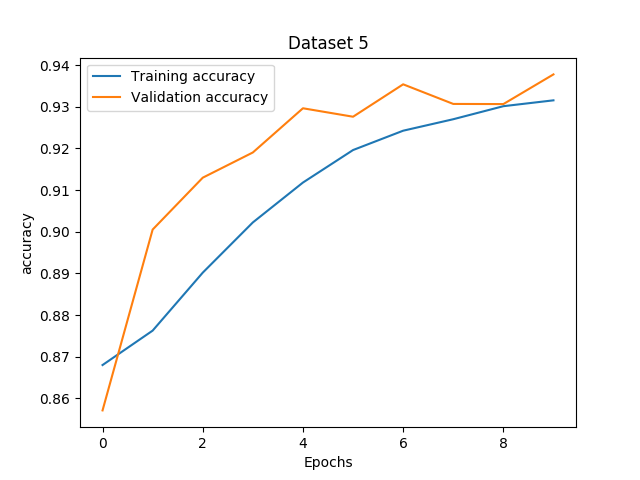 Dataset 5
Training accuracy
Validation accuracy
accuracy
0.94
0.93
0.92
0.91
0.90
0.89
0.88
0.87
0.86
0
2
4
6
8
Epochs